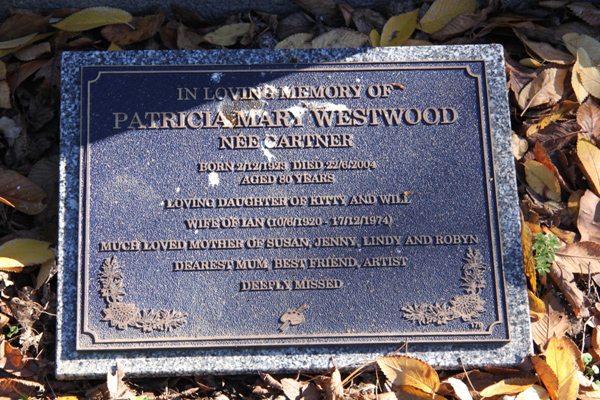 IN LOVING MEMORY OF
PATRICIA MARY WESTWOOD
NEE CARTNER
BORN 2/12/1923 DIED 22/6/2004
AGED 80 YEARS
LOVING DAUGHTER OF KITTY AND WILL
WIFE OF IAN (10/6/1920 - 17/12/1974)
MUCH LOVED MOTHER OF SUSAN, JENNY, LINDY AND ROBYN
DEAREST MUM, BEST FRIEND, ARTIST
DEEPLY MISSED